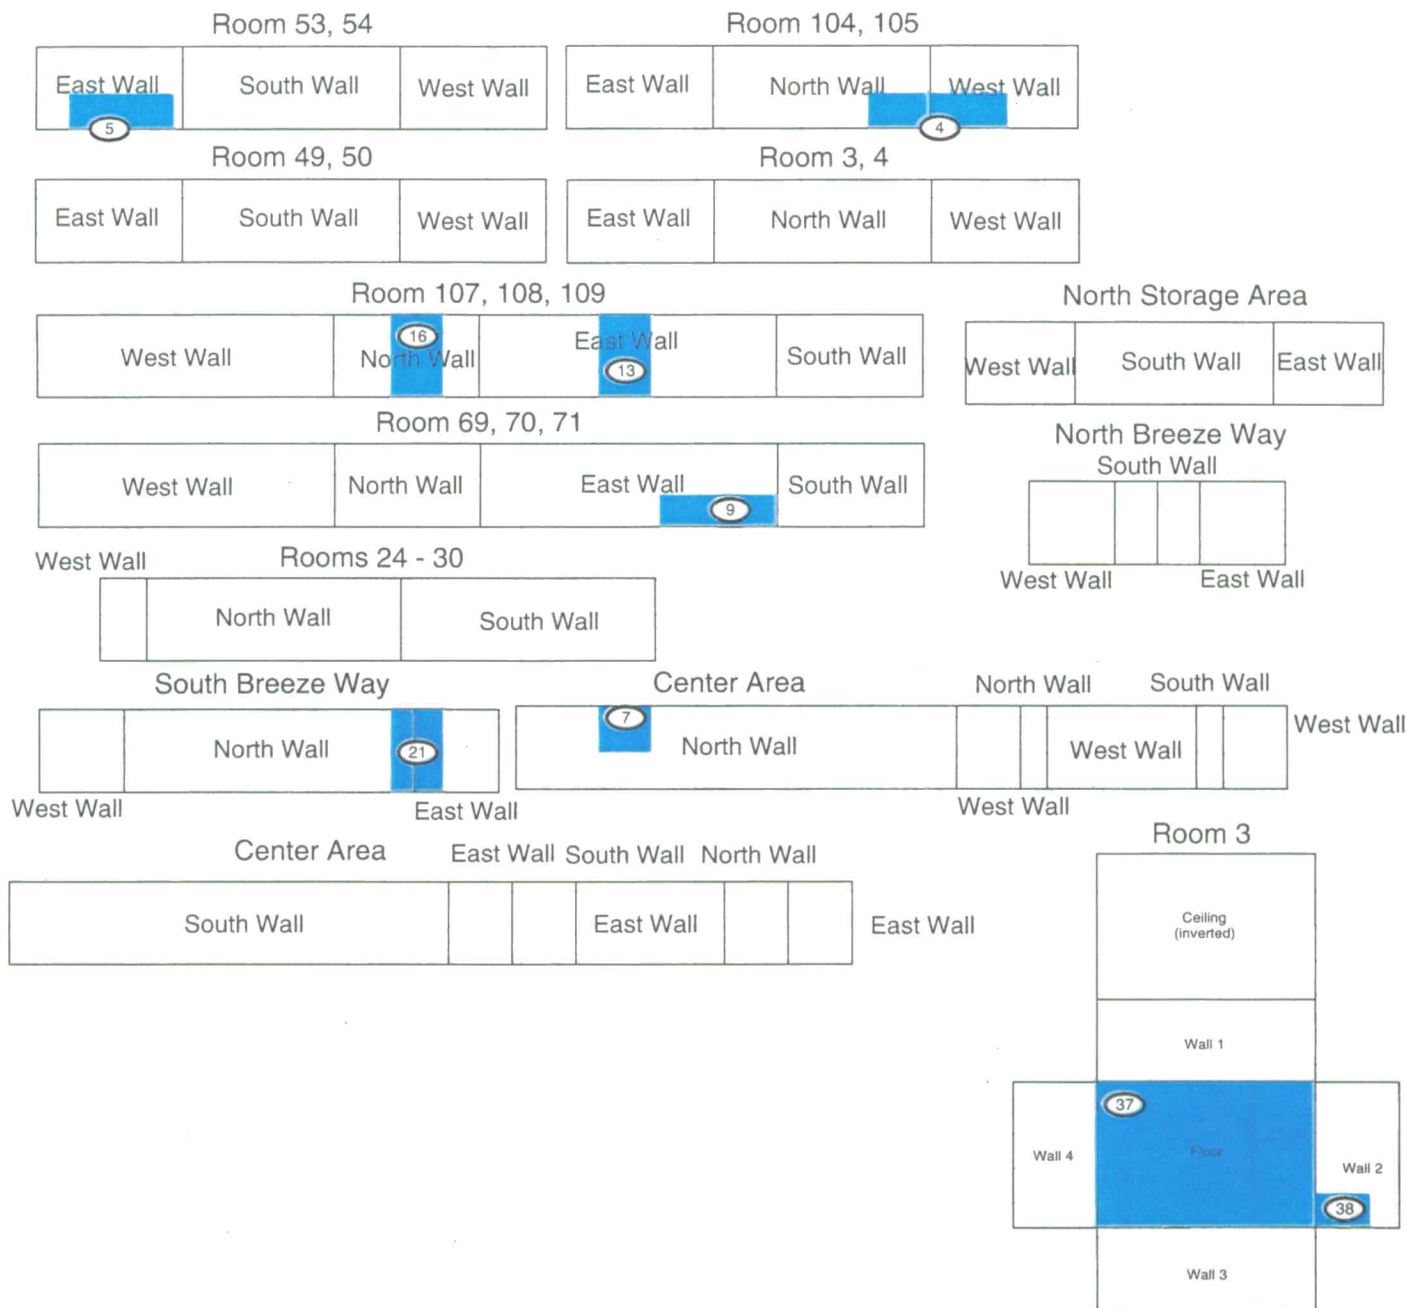 Room 53, 54
East Wall South Wall West Wall
5
Room 104, 105
East Wall North Wall West Wall
4
Room 49, 50
East Wall South Wall West Wall
Room 3, 4
East Wall North Wall West Wall
Room 107, 108, 109
West Wall North Wall East Wall South Wall
16
13
North Storage Area
West Wall South Wall East Wall
Room 69, 70, 71
West Wall North Wall East Wall South Wall
9
North Breeze Way
South Wall
West Wall East Wall
Rooms 24 - 30
West Wall
North Wall South Wall
South Breeze Way
North Wall
21
West Wall East Wall
Center Area
North Wall South Wall
7
North Wall West Wall
West Wall
West Wall
Center Area
East Wall South Wall North Wall
South Wall East Wall East Wall
Room 3
Ceiling
(inverted)
Wall 1
37
Wall 4 Floor Wall 2
38
Wall 3